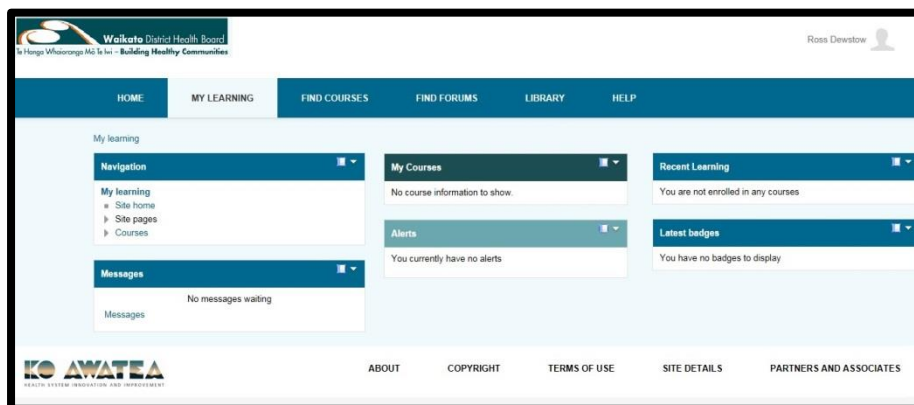 Waikato District Health Board
Te Hanga Whaioranga Mō Te Iwi – Building Healthy Communities
Ross Dewstow
HOME MY LEARNING FIND COURSES FIND FORUMS LIBRARY HELP
My learning
Navigation
My learning
Site home
Site pages
Courses
Messages
No messages waiting
Messages
My Courses
No course information to show.
Alerts
You currently have no alerts
Recent Learning
You are not enrolled in any courses
Latest badges
You have no badges to display
KO AWATEA
HEALTH SYSTEM INNOVATION AND IMPROVEMENT
ABOUT COPYRIGHT TERMS OF USE SITE DETAILS PARTNERS AND ASSOCIATES